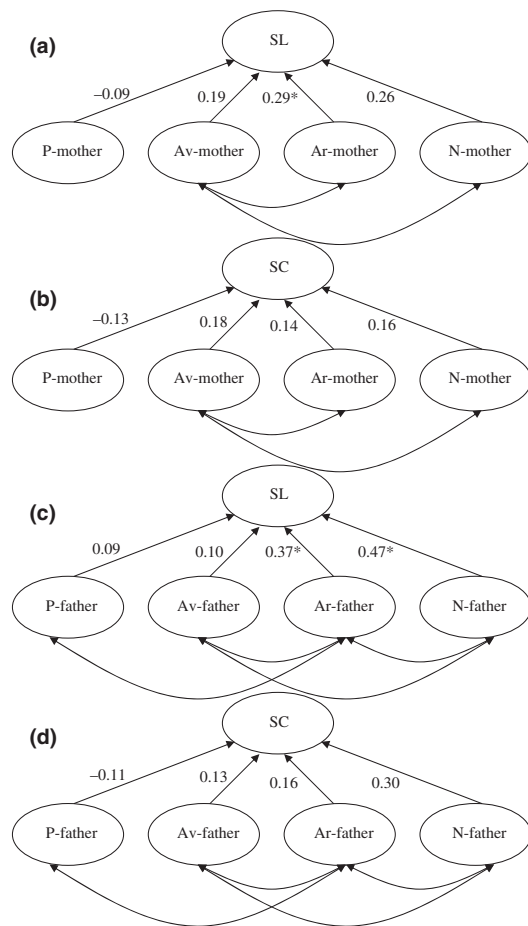 (a)
SL
−0.09 0.19 0.29* 0.26
P-mother Av-mother Ar-mother N-mother
SC
(b)
−0.13 0.18 0.14 0.16
P-mother Av-mother Ar-mother N-mother
SL
(c)
0.09 0.10 0.37* 0.47*
P-father Av-father Ar-father N-father
SC
(d)
−0.11 0.13 0.16 0.30
P-father Av-father Ar-father N-father